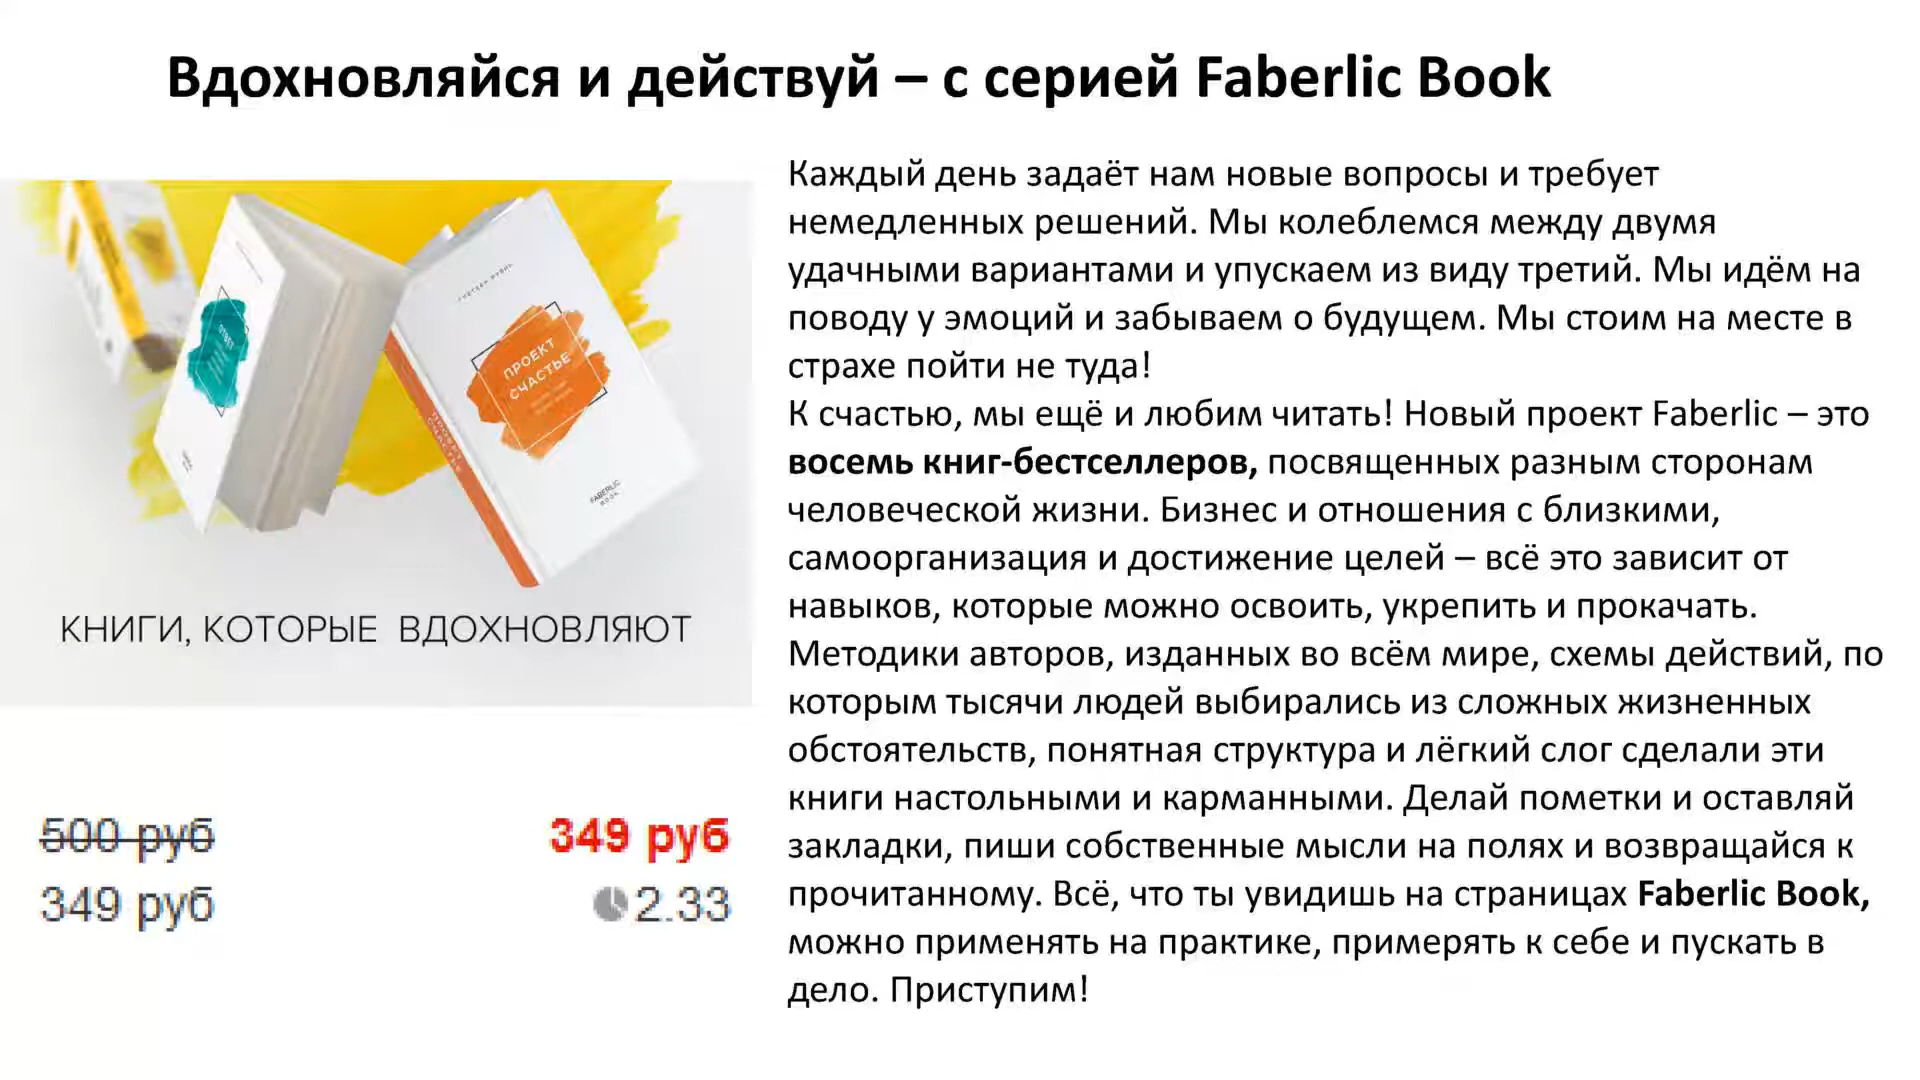 Вдохновляйся и действуй – с серией Faberlic Book
ОТВЕТ
ПРОЕКТ
СЧАСТЬЕ
FABERLIC
BOOK
КНИГИ, КОТОРЫЕ ВДОХНОВЛЯЮТ
500 руб
349 руб
349 руб
2.33
Каждый день задаёт нам новые вопросы и требует
немедленных решений. Мы колеблемся между двумя
удачными вариантами и упускаем из виду третий. Мы идём на
поводу у эмоций и забываем о будущем. Мы стоим на месте в
страхе пойти не туда!
К счастью, мы ещё и любим читать! Новый проект Faberlic – это
восемь книг-бестселлеров, посвященных разным сторонам
человеческой жизни. Бизнес и отношения с близкими,
самоорганизация и достижение целей – всё это зависит от
навыков, которые можно освоить, укрепить и прокачать.
Методики авторов, изданных во всём мире, схемы действий, по
которым тысячи людей выбирались из сложных жизненных
обстоятельств, понятная структура и лёгкий слог сделали эти
книги настольными и карманными. Делай пометки и оставляй
закладки, пиши собственные мысли на полях и возвращайся к
прочитанному. Всё, что ты увидишь на страницах Faberlic Book,
можно применять на практике, примерять к себе и пускать в
дело. Приступим!